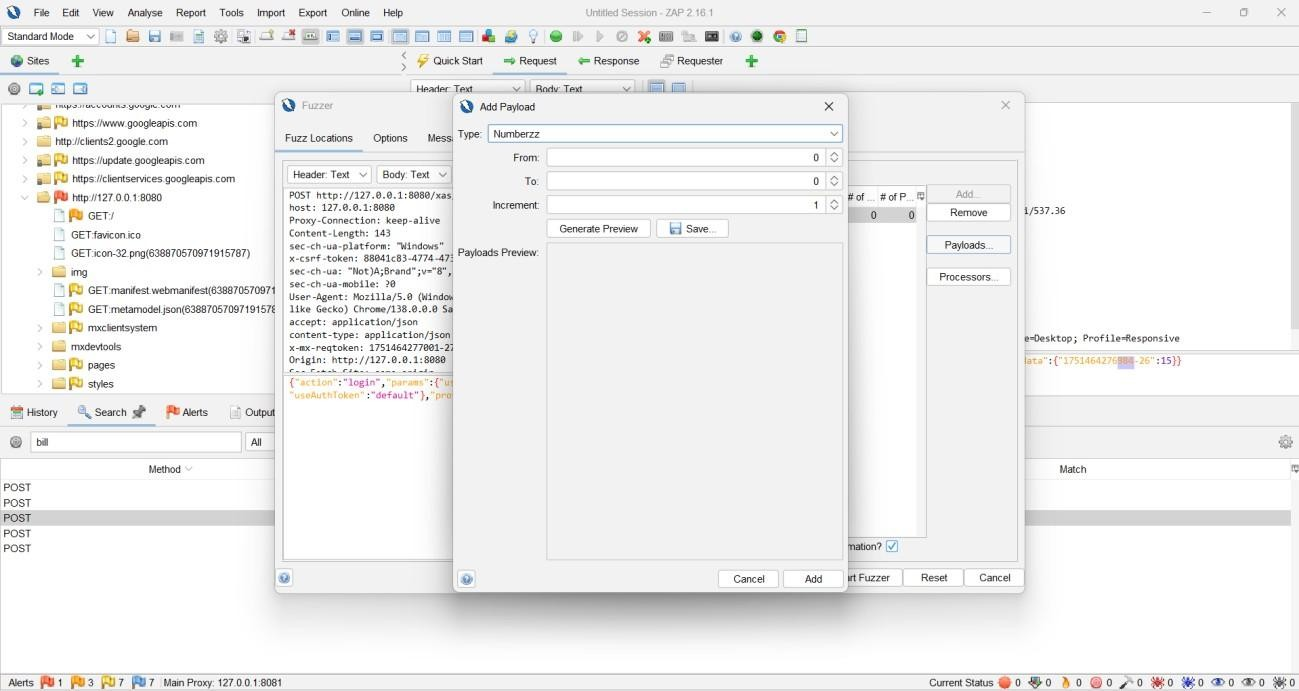 File Edit View Analyse Report Tools Import Export Online Help
Untitled Session - ZAP 2.16.1
Standard Mode
Sites
Quick Start Request Response Requester
Header: Text Body: Text
https://accounts.google.com
https://www.googleapis.com
http://clients2.google.com
https://update.googleapis.com
https://clientservices.googleapis.com
http://127.0.0.1:8080
GET:/
GET:favicon.ico
GET:icon-32.png(638870570971915787)
img
GET:manifest.webmanifest(63887057097
GET:metamodel.json(6388705709719157
mxclientsystem
mxdevtools
pages
styles
Fuzzer
Fuzz Locations Options Mess
Header: Text Body: Text
POST http://127.0.0.1:8080/xas
host: 127.0.0.1:8080
Proxy-Connection: keep-alive
Content-Length: 143
sec-ch-ua-platform: "Windows"
x-csrf-token: 88041c83-4774-47
sec-ch-ua: "Not)A;Brand";v="8",
sec-ch-ua-mobile: ?0
User-Agent: Mozilla/5.0 (Window
like Gecko) Chrome/138.0.0.0 Sa
accept: application/json
content-type: application/json
x-mx-reqtoken: 1751464277001-27
Origin: http://127.0.0.1:8080
{"action":"login","params":{"us
"useAuthToken":"default"},"pro
Add Payload
Type: Numberzz
From: 0
To: 0
Increment: 1
Generate Preview Save...
Payloads Preview:
Cancel Add
# of ... # of P...
0 0
Add...
Remove
Payloads...
Processors...
mation?
rt Fuzzer Reset Cancel
i/537.36
e=Desktop; Profile=Responsive
data":{"1751464276984-26":15}}
History Search Alerts Output
bill All
Method Match
POST
POST
POST
POST
POST
Alerts 1 3 7 7 Main Proxy: 127.0.0.1:8081
Current Status 0 0 0 0 0 0 0 0 0 0